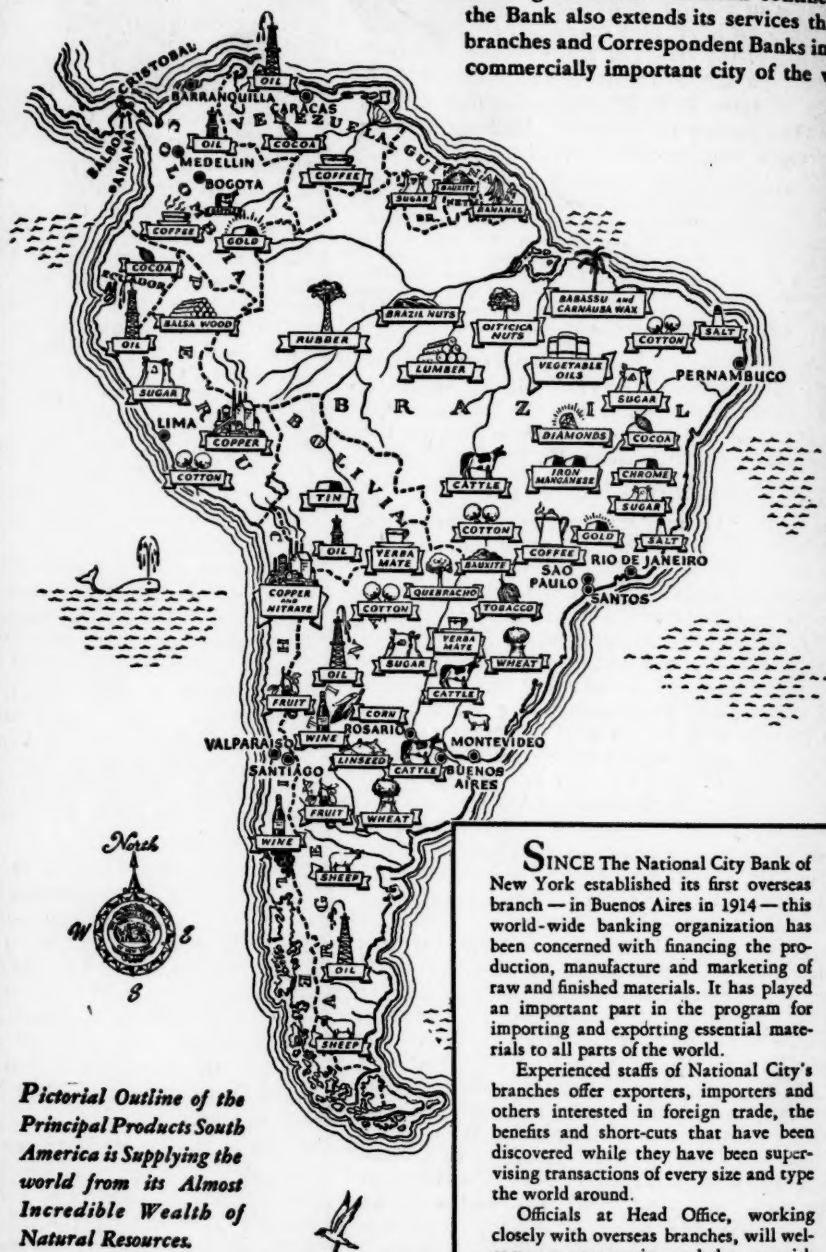 the Bank also extends its services th
branches and Correspondent Banks in
commercially important city of the
CRISTOBAL
BALBOA
PANAMA
BARRANQUILLA
OIL
CARACAS
VENEZUELA
OIL
COCOA
COLOMBIA
MEDELLIN
BOGOTA
COFFEE
SUGAR
BAUXITE
BANANAS
BR.
NETH.
COFFEE
GOLD
COCOA
ECUADOR
OIL
BALSA WOOD
RUBBER
BRAZIL NUTS
OITICICA
NUTS
BABASSU and
CARNAUBA WAX
COTTON
SALT
LUMBER
VEGETABLE
OILS
PERNAMBUCO
SUGAR
SUGAR
PERU
BRAZIL
LIMA
COPPER
BOLIVIA
DIAMONDS
COCOA
COTTON
CATTLE
IRON
MANGANESE
CHROME
SUGAR
TIN
COTTON
GOLD
SALT
OIL
YERBA
MATE
BAUXITE
COFFEE
SAO
PAULO
RIO DE JANEIRO
SANTOS
COPPER
AND
NITRATE
COTTON
QUEBRACHO
TOBACCO
CHILE
ARGENTINA
YERBA
MATE
WHEAT
OIL
SUGAR
CATTLE
FRUIT
CORN
WINE
ROSARIO
VALPARAISO
SANTIAGO
LINSEED
CATTLE
BUENOS
AIRES
MONTEVIDEO
FRUIT
WHEAT
WINE
SHEEP
OIL
SHEEP
North
W
E
S
Pictorial Outline of the
Principal Products South
America is Supplying the
world from its Almost
Incredible Wealth of
Natural Resources.
SINCE The National City Bank of
New York established its first overseas
branch — in Buenos Aires in 1914 — this
world-wide banking organization has
been concerned with financing the pro-
duction, manufacture and marketing of
raw and finished materials. It has played
an important part in the program for
importing and exporting essential mate-
rials to all parts of the world.
Experienced staffs of National City's
branches offer exporters, importers and
others interested in foreign trade, the
benefits and short-cuts that have been
discovered while they have been super-
vising transactions of every size and type
the world around.
Officials at Head Office, working
closely with overseas branches, will wel-